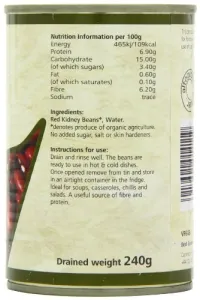 Nutrition Information per 100g
Energy 465kj/109kcal
Protein 6.90g
Carbohydrate 15.00g
(of which sugars) 3.40g
Fat 0.60g
(of which saturates) 0.10g
Fibre 6.20g
Sodium trace
Ingredients:
Red Kidney Beans*, Water.
*denotes produce of organic agriculture.
No added sugar, salt or skin hardeners.
Instructions for use:
Drain and rinse well. The beans are
ready to use in hot & cold dishes.
Once opened remove from tin and store
in an airtight container in the fridge.
Ideal for soups, casseroles, chillis and
salads. A useful source of fibre and
protein.
Drained weight 240g